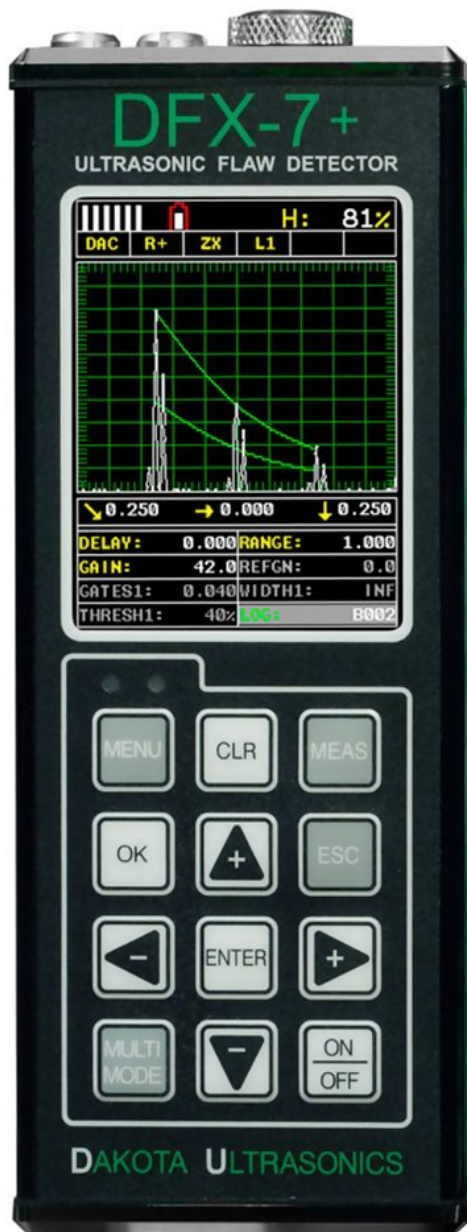 DFX-7+
ULTRASONIC FLAW DETECTOR
H: 81%
DAC R+ ZX L1
0.250 0.000 0.250
DELAY: 0.000 RANGE: 1.000
GAIN: 42.0 REFGN: 0.0
GATES1: 0.040 WIDTH1: INF
THRESH1: 40% LOG: B002
MENU CLR MEAS
OK + ESC
- ENTER +
MULTI MODE - ON OFF
DAKOTA ULTRASONICS